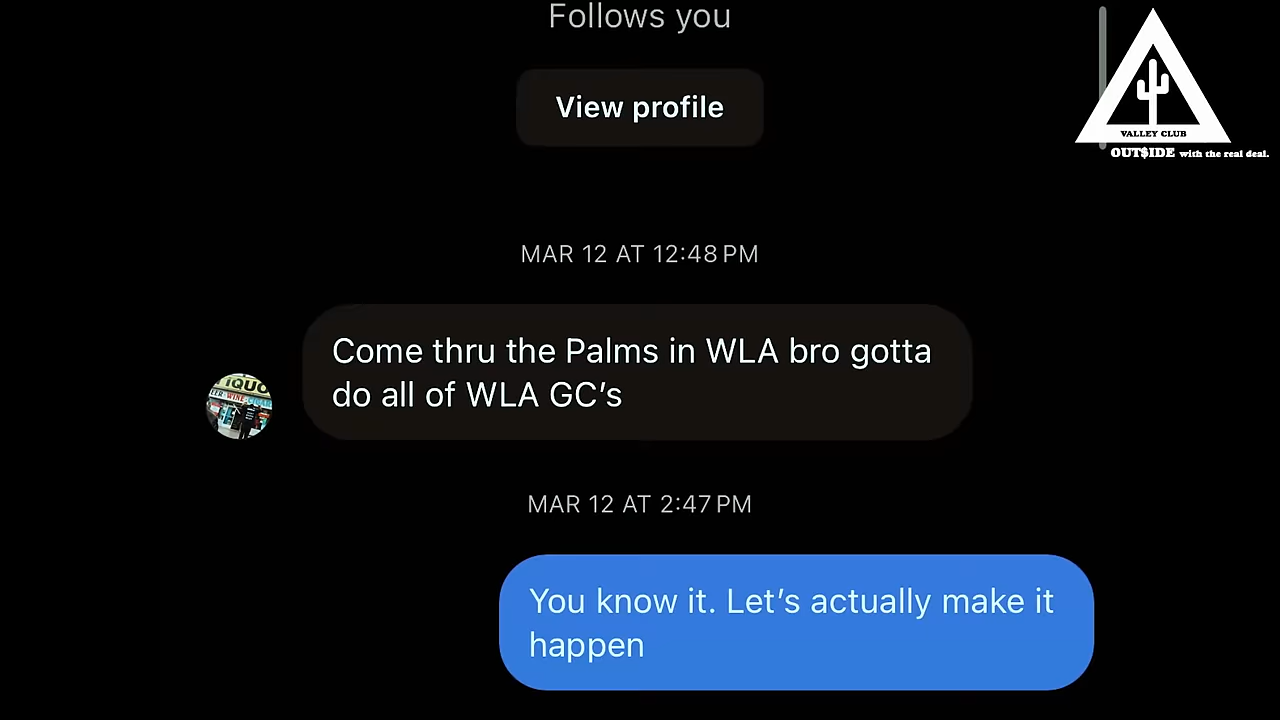 Follows you
View profile
VALLEY CLUB
OUT$IDE with the real deal.
MAR 12 AT 12:48 PM
Come thru the Palms in WLA bro gotta
do all of WLA GC’s
MAR 12 AT 2:47 PM
You know it. Let’s actually make it
happen